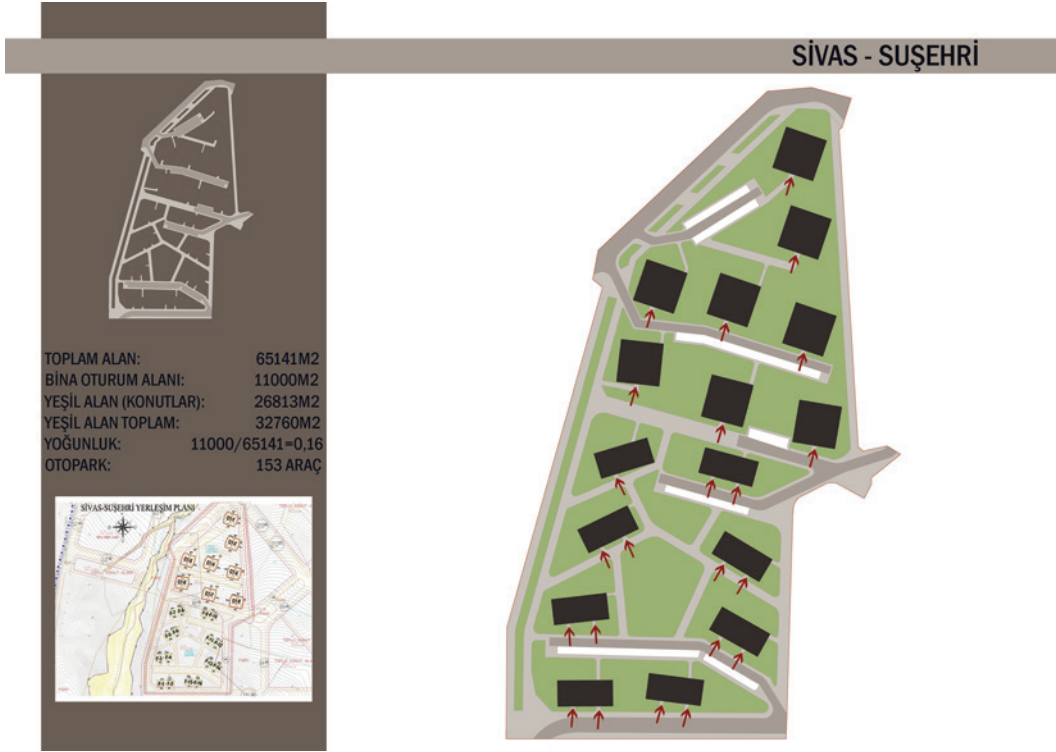 SİVAS - SUŞEHRİ
TOPLAM ALAN: 65141M2
BİNA OTURUM ALANI: 11000M2
YEŞİL ALAN (KONUTLAR): 26813M2
YEŞİL ALAN TOPLAM: 32760M2
YOĞUNLUK: 11000/65141=0,16
OTOPARK: 153 ARAÇ
SİVAS-SUŞEHRİ YERLEŞİM PLANI